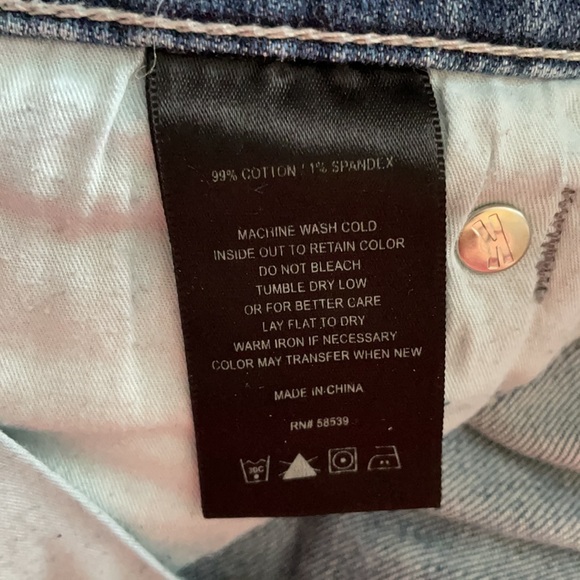 99% COTTON / 1% SPANDEX
MACHINE WASH COLD
INSIDE OUT TO RETAIN COLOR
DO NOT BLEACH
TUMBLE DRY LOW
OR FOR BETTER CARE
LAY FLAT TO DRY
WARM IRON IF NECESSARY
COLOR MAY TRANSFER WHEN NEW
MADE IN CHINA
RN# 58539
30C